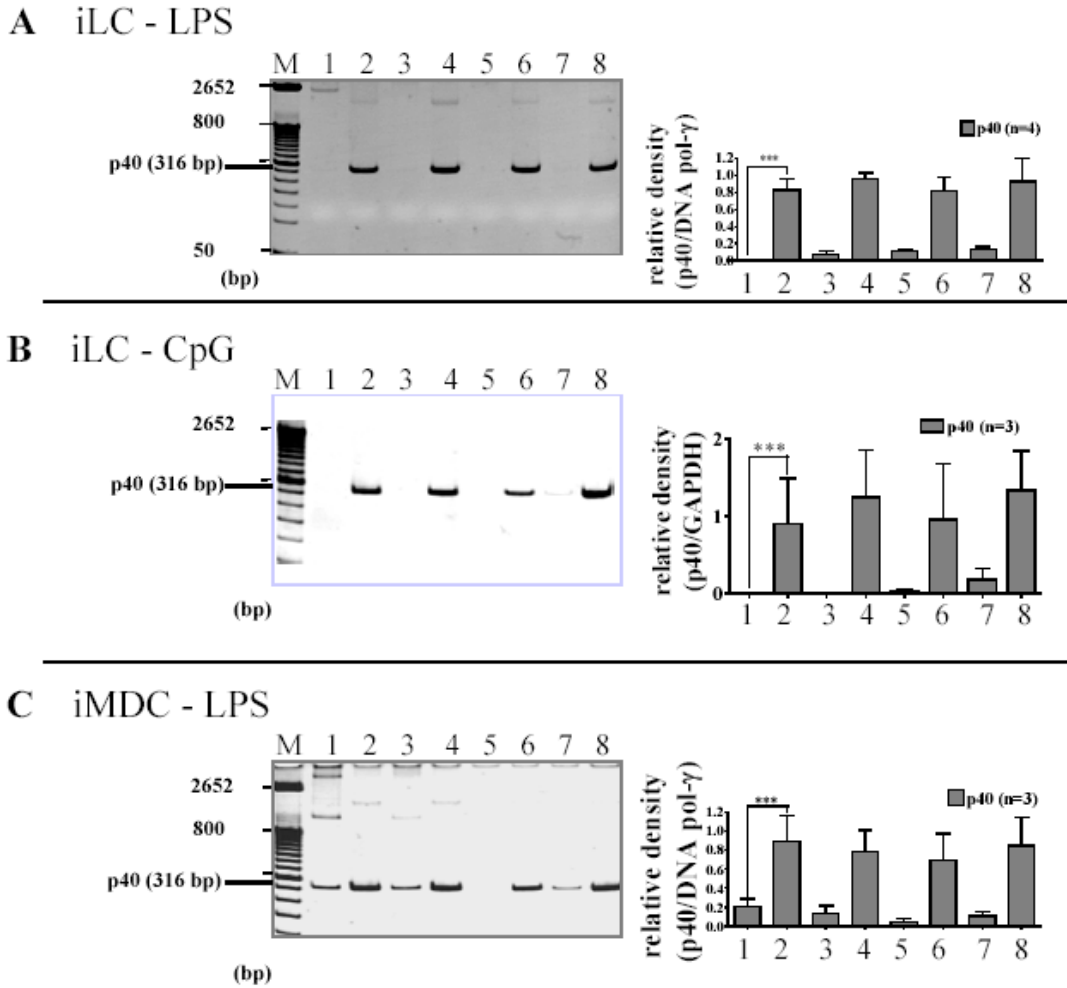 A iLC - LPS
M 1 2 3 4 5 6 7 8
2652
800
p40 (316 bp)
50
(bp)
relative density
(p40/DNA pol-γ)
p40 (n=4)
***
1.2
1.0
0.8
0.6
0.4
0.2
0.0
1 2 3 4 5 6 7 8
B iLC - CpG
M 1 2 3 4 5 6 7 8
2652
p40 (316 bp)
(bp)
relative density
(p40/GAPDH)
p40 (n=3)
***
2
1
0
1 2 3 4 5 6 7 8
C iMDC - LPS
M 1 2 3 4 5 6 7 8
2652
800
p40 (316 bp)
(bp)
relative density
(p40/DNA pol-γ)
p40 (n=3)
***
1.2
1.0
0.8
0.6
0.4
0.2
0.0
1 2 3 4 5 6 7 8